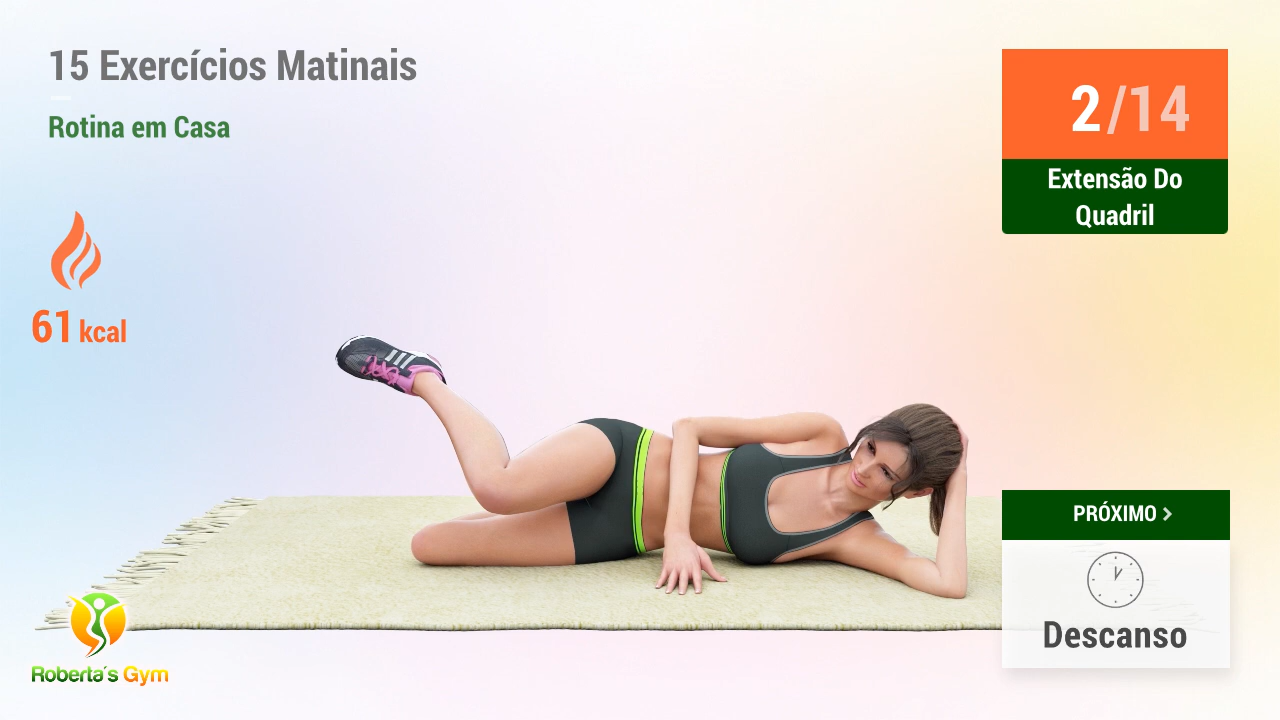 15 Exercícios Matinais
Rotina em Casa
2/14
Extensão Do
Quadril
61 kcal
PRÓXIMO >
Descanso
Roberta´s Gym